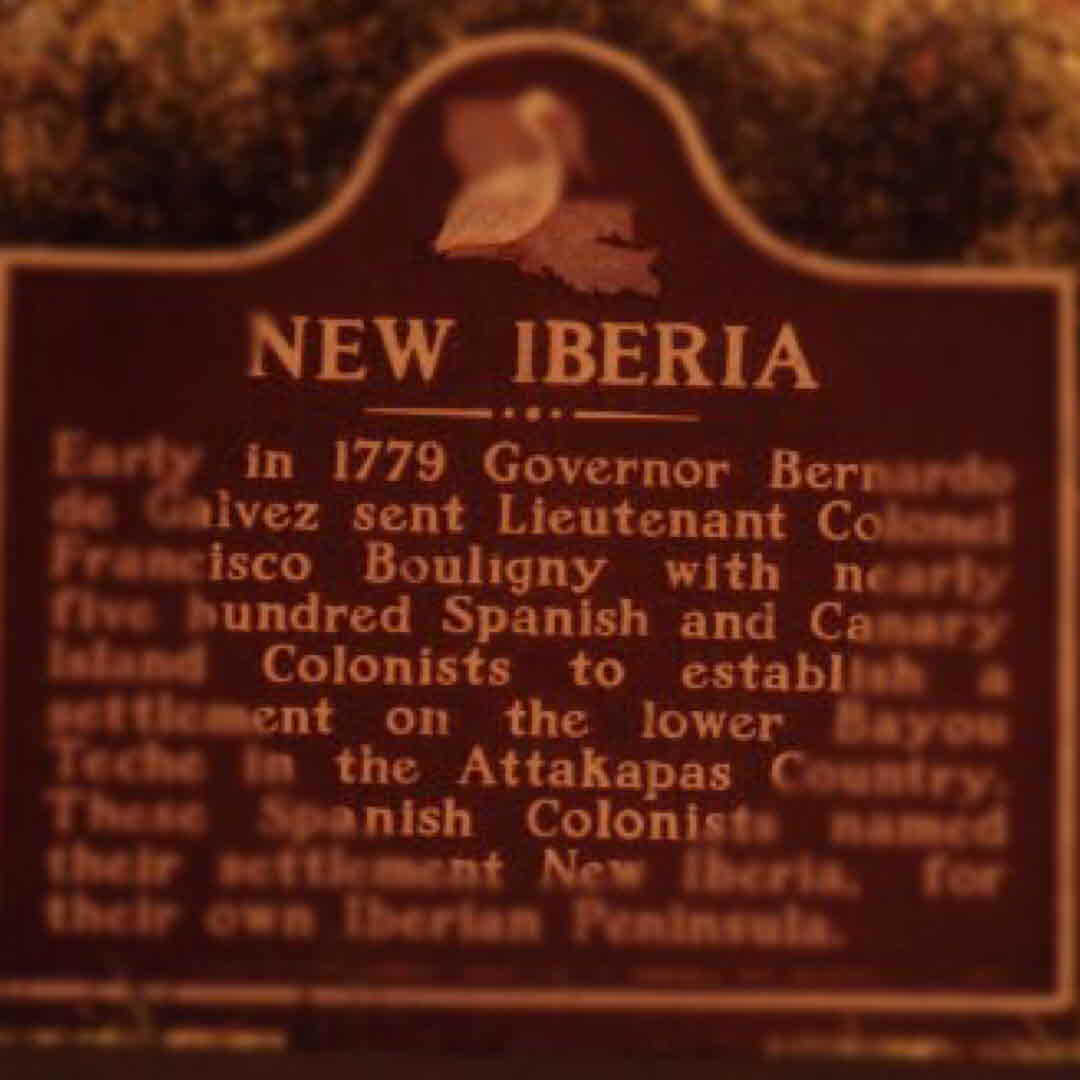 NEW IBERIA
Early in 1779 Governor Bernardo
de Galvez sent Lieutenant Colonel
Francisco Bouligny with nearly
five hundred Spanish and Canary
Island Colonists to establish a
settlement on the lower Bayou
Teche in the Attakapas Country.
These Spanish Colonists named
their settlement New Iberia, for
their own Iberian Peninsula.